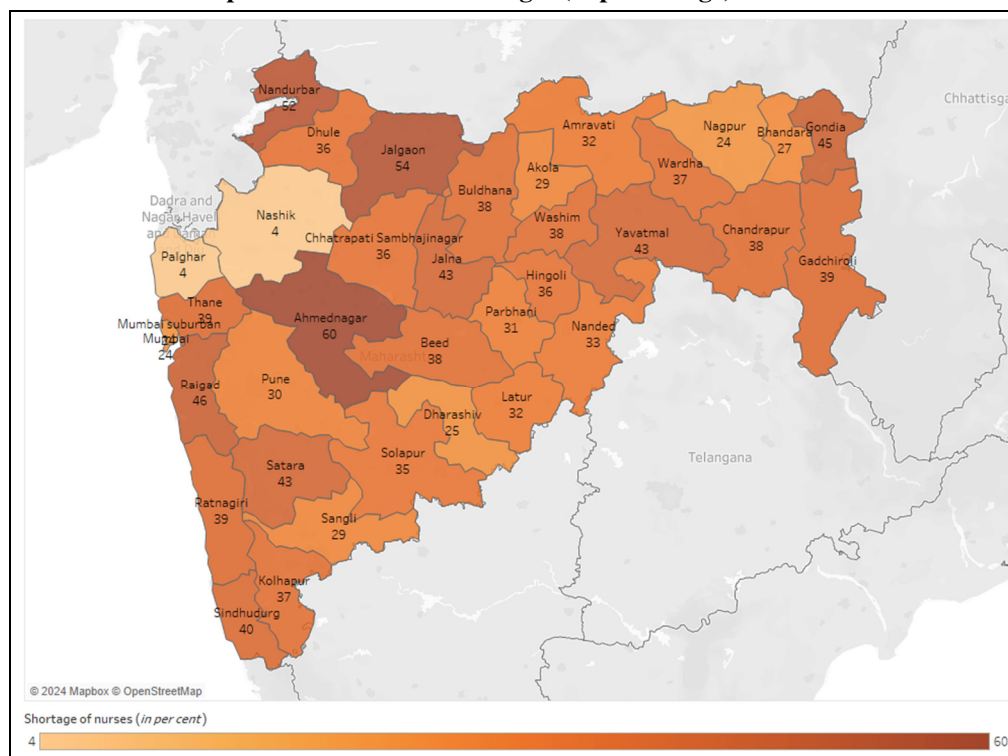 Nandurbar
52
Dhule
36
Jalgaon
54
Amravati
32
Nagpur
24
Bhandara
27
Gondia
45
Chhattisga
Akola
29
Wardha
37
Buldhana
38
Dadra and
Nagar Havel
Nashik
4
Washim
38
Yavatmal
43
Chandrapur
38
Chhatrapati Sambhajinagar
36
Palghar
4
Jalna
43
Hingoli
36
Gadchiroli
39
Thane
39
Ahmednagar
60
Parbhani
31
Nanded
33
Mumbai suburban
Mumbai
24
Beed
38
Maharasht
Raigad
46
Pune
30
Latur
32
Dharashiv
25
Solapur
35
Telangana
Satara
43
Ratnagiri
39
Sangli
29
Kolhapur
37
Sindhudurg
40
© 2024 Mapbox © OpenStreetMap
Shortage of nurses (in per cent)
4
60